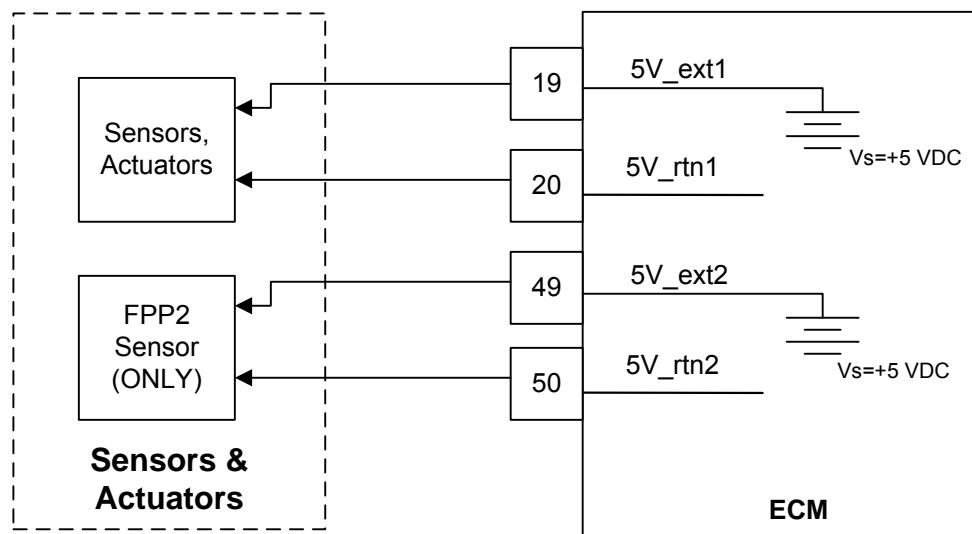 Sensors,
Actuators
FPP2
Sensor
(ONLY)
Sensors &
Actuators
19
20
49
50
5V_ext1
Vs=+5 VDC
5V_rtn1
5V_ext2
Vs=+5 VDC
5V_rtn2
ECM